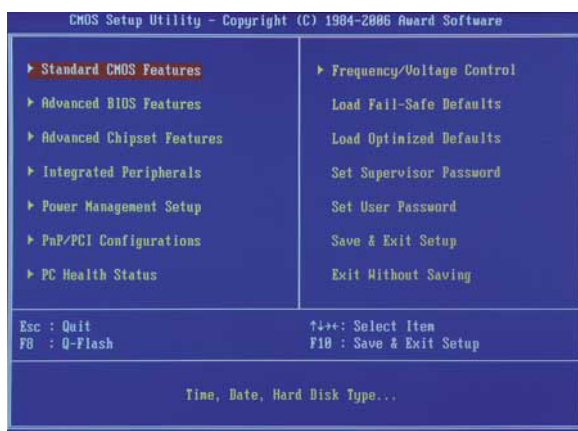 CMOS Setup Utility - Copyright (C) 1984-2006 Award Software
▶ Standard CMOS Features
▶ Advanced BIOS Features
▶ Advanced Chipset Features
▶ Integrated Peripherals
▶ Power Management Setup
▶ PnP/PCI Configurations
▶ PC Health Status
▶ Frequency/Voltage Control
Load Fail-Safe Defaults
Load Optimized Defaults
Set Supervisor Password
Set User Password
Save & Exit Setup
Exit Without Saving
Esc : Quit
F8 : Q-Flash
↑↓→←: Select Item
F10 : Save & Exit Setup
Time, Date, Hard Disk Type...